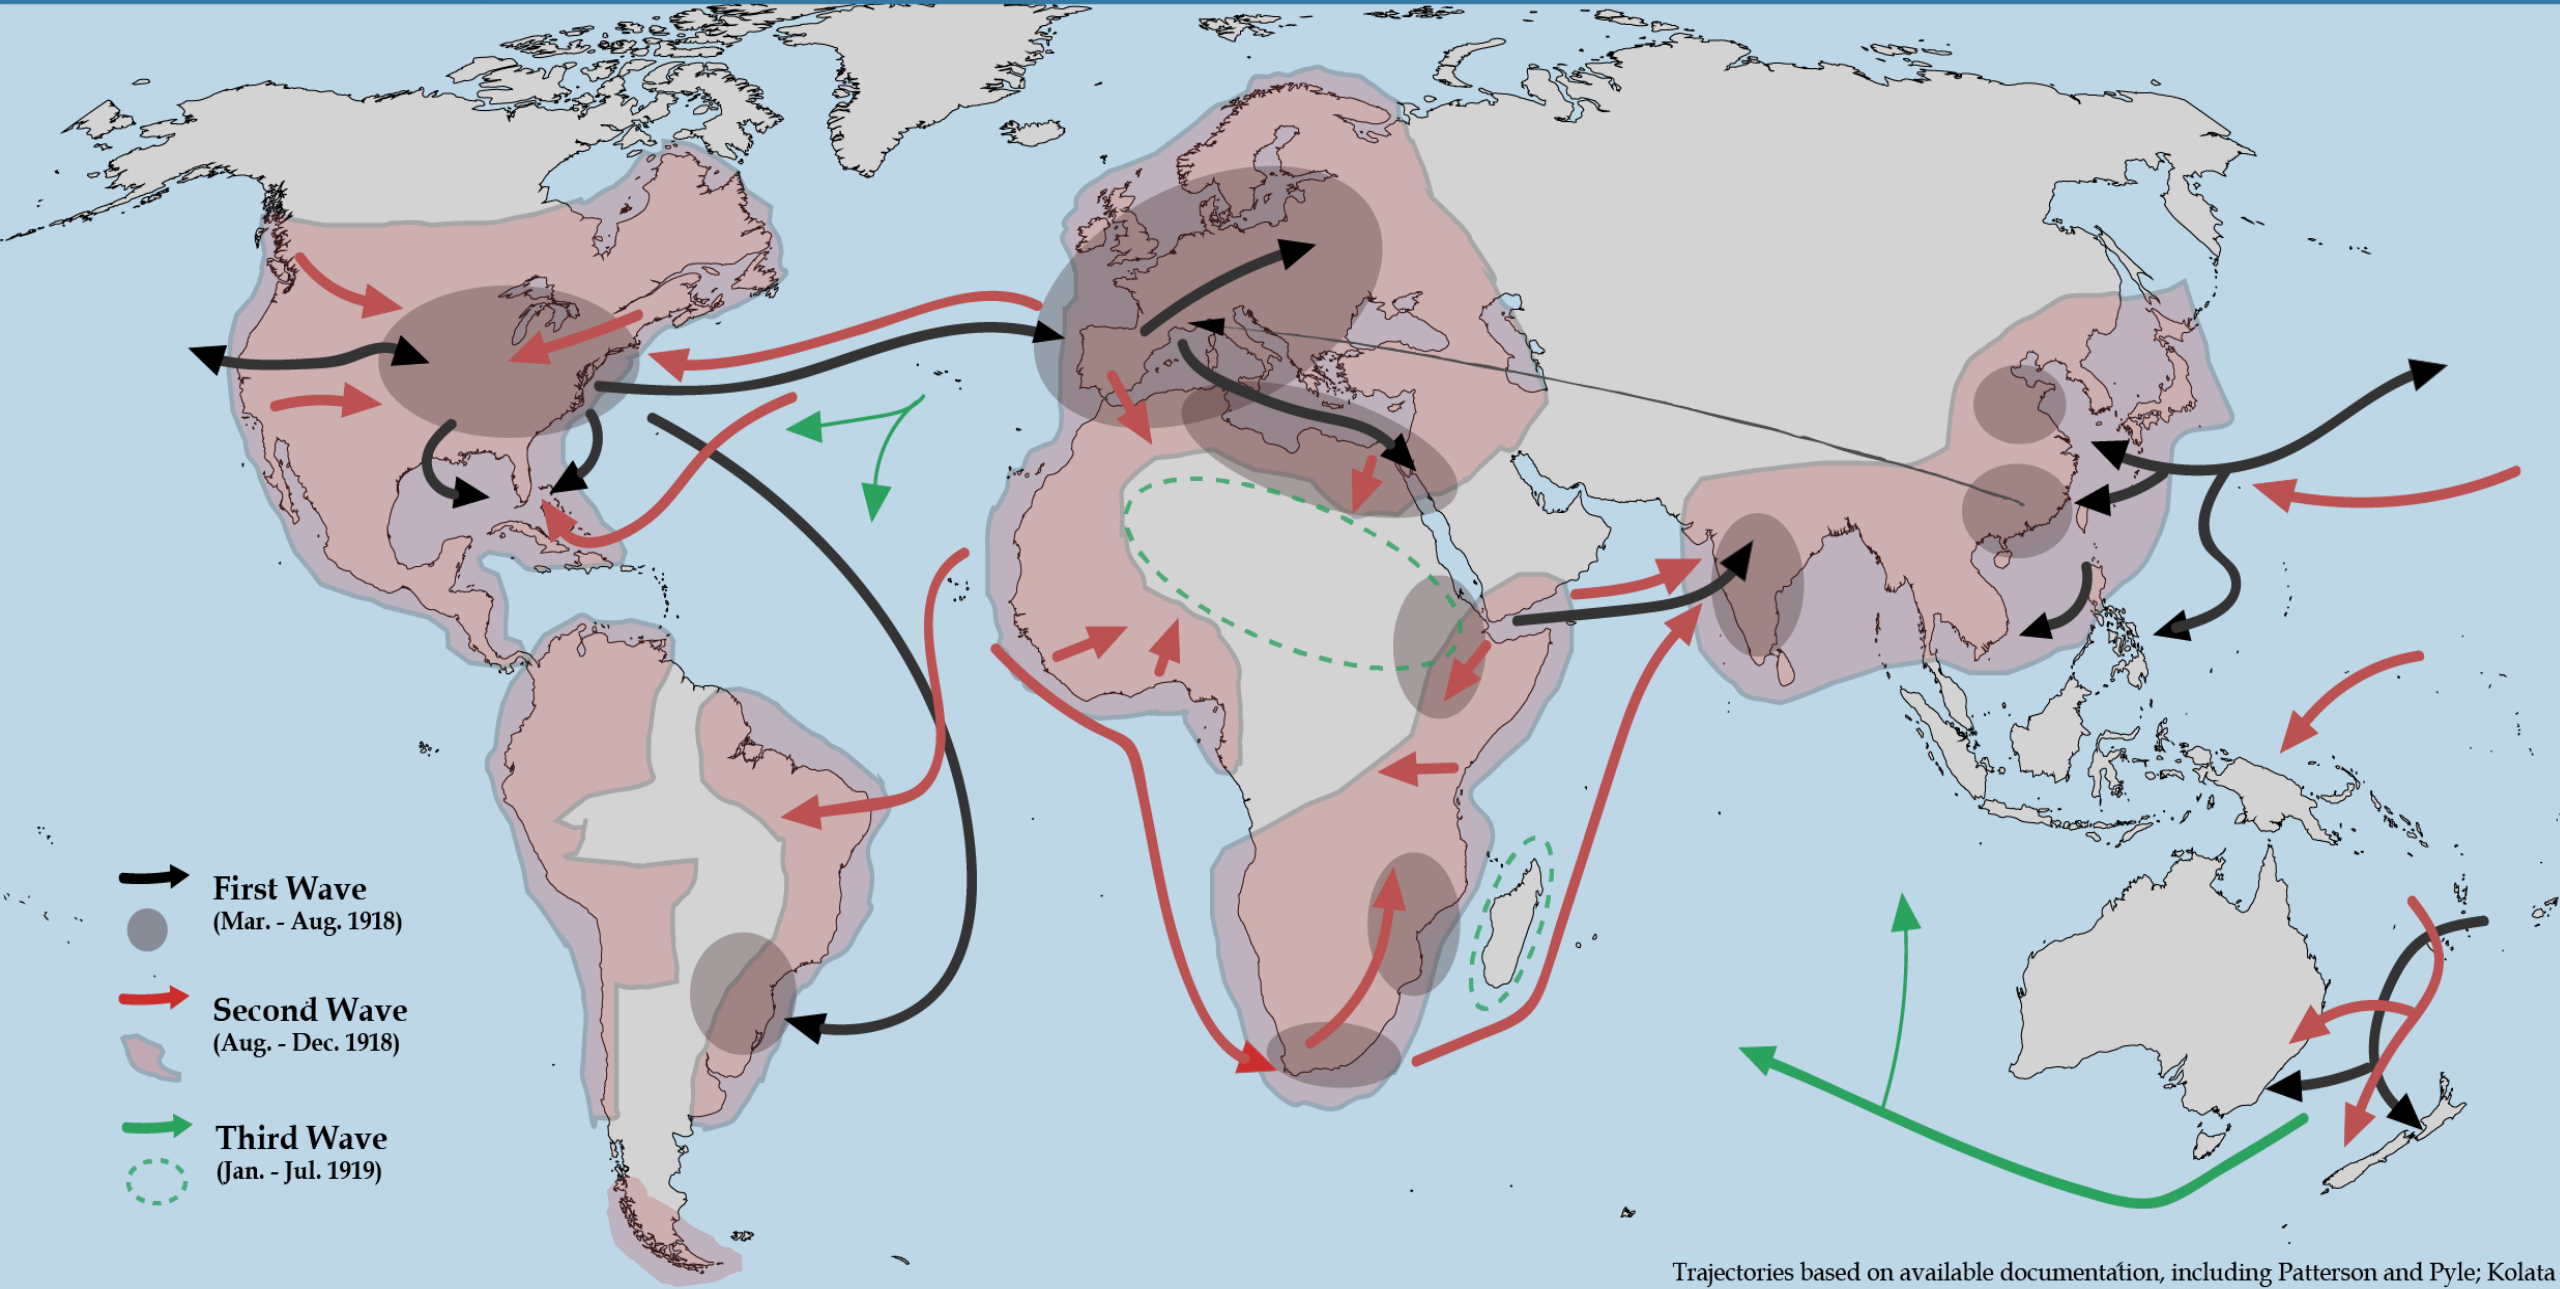 First Wave
(Mar. - Aug. 1918)
Second Wave
(Aug. - Dec. 1918)
Third Wave
(Jan. - Jul. 1919)
Trajectories based on available documentation, including Patterson and Pyle; Kolata